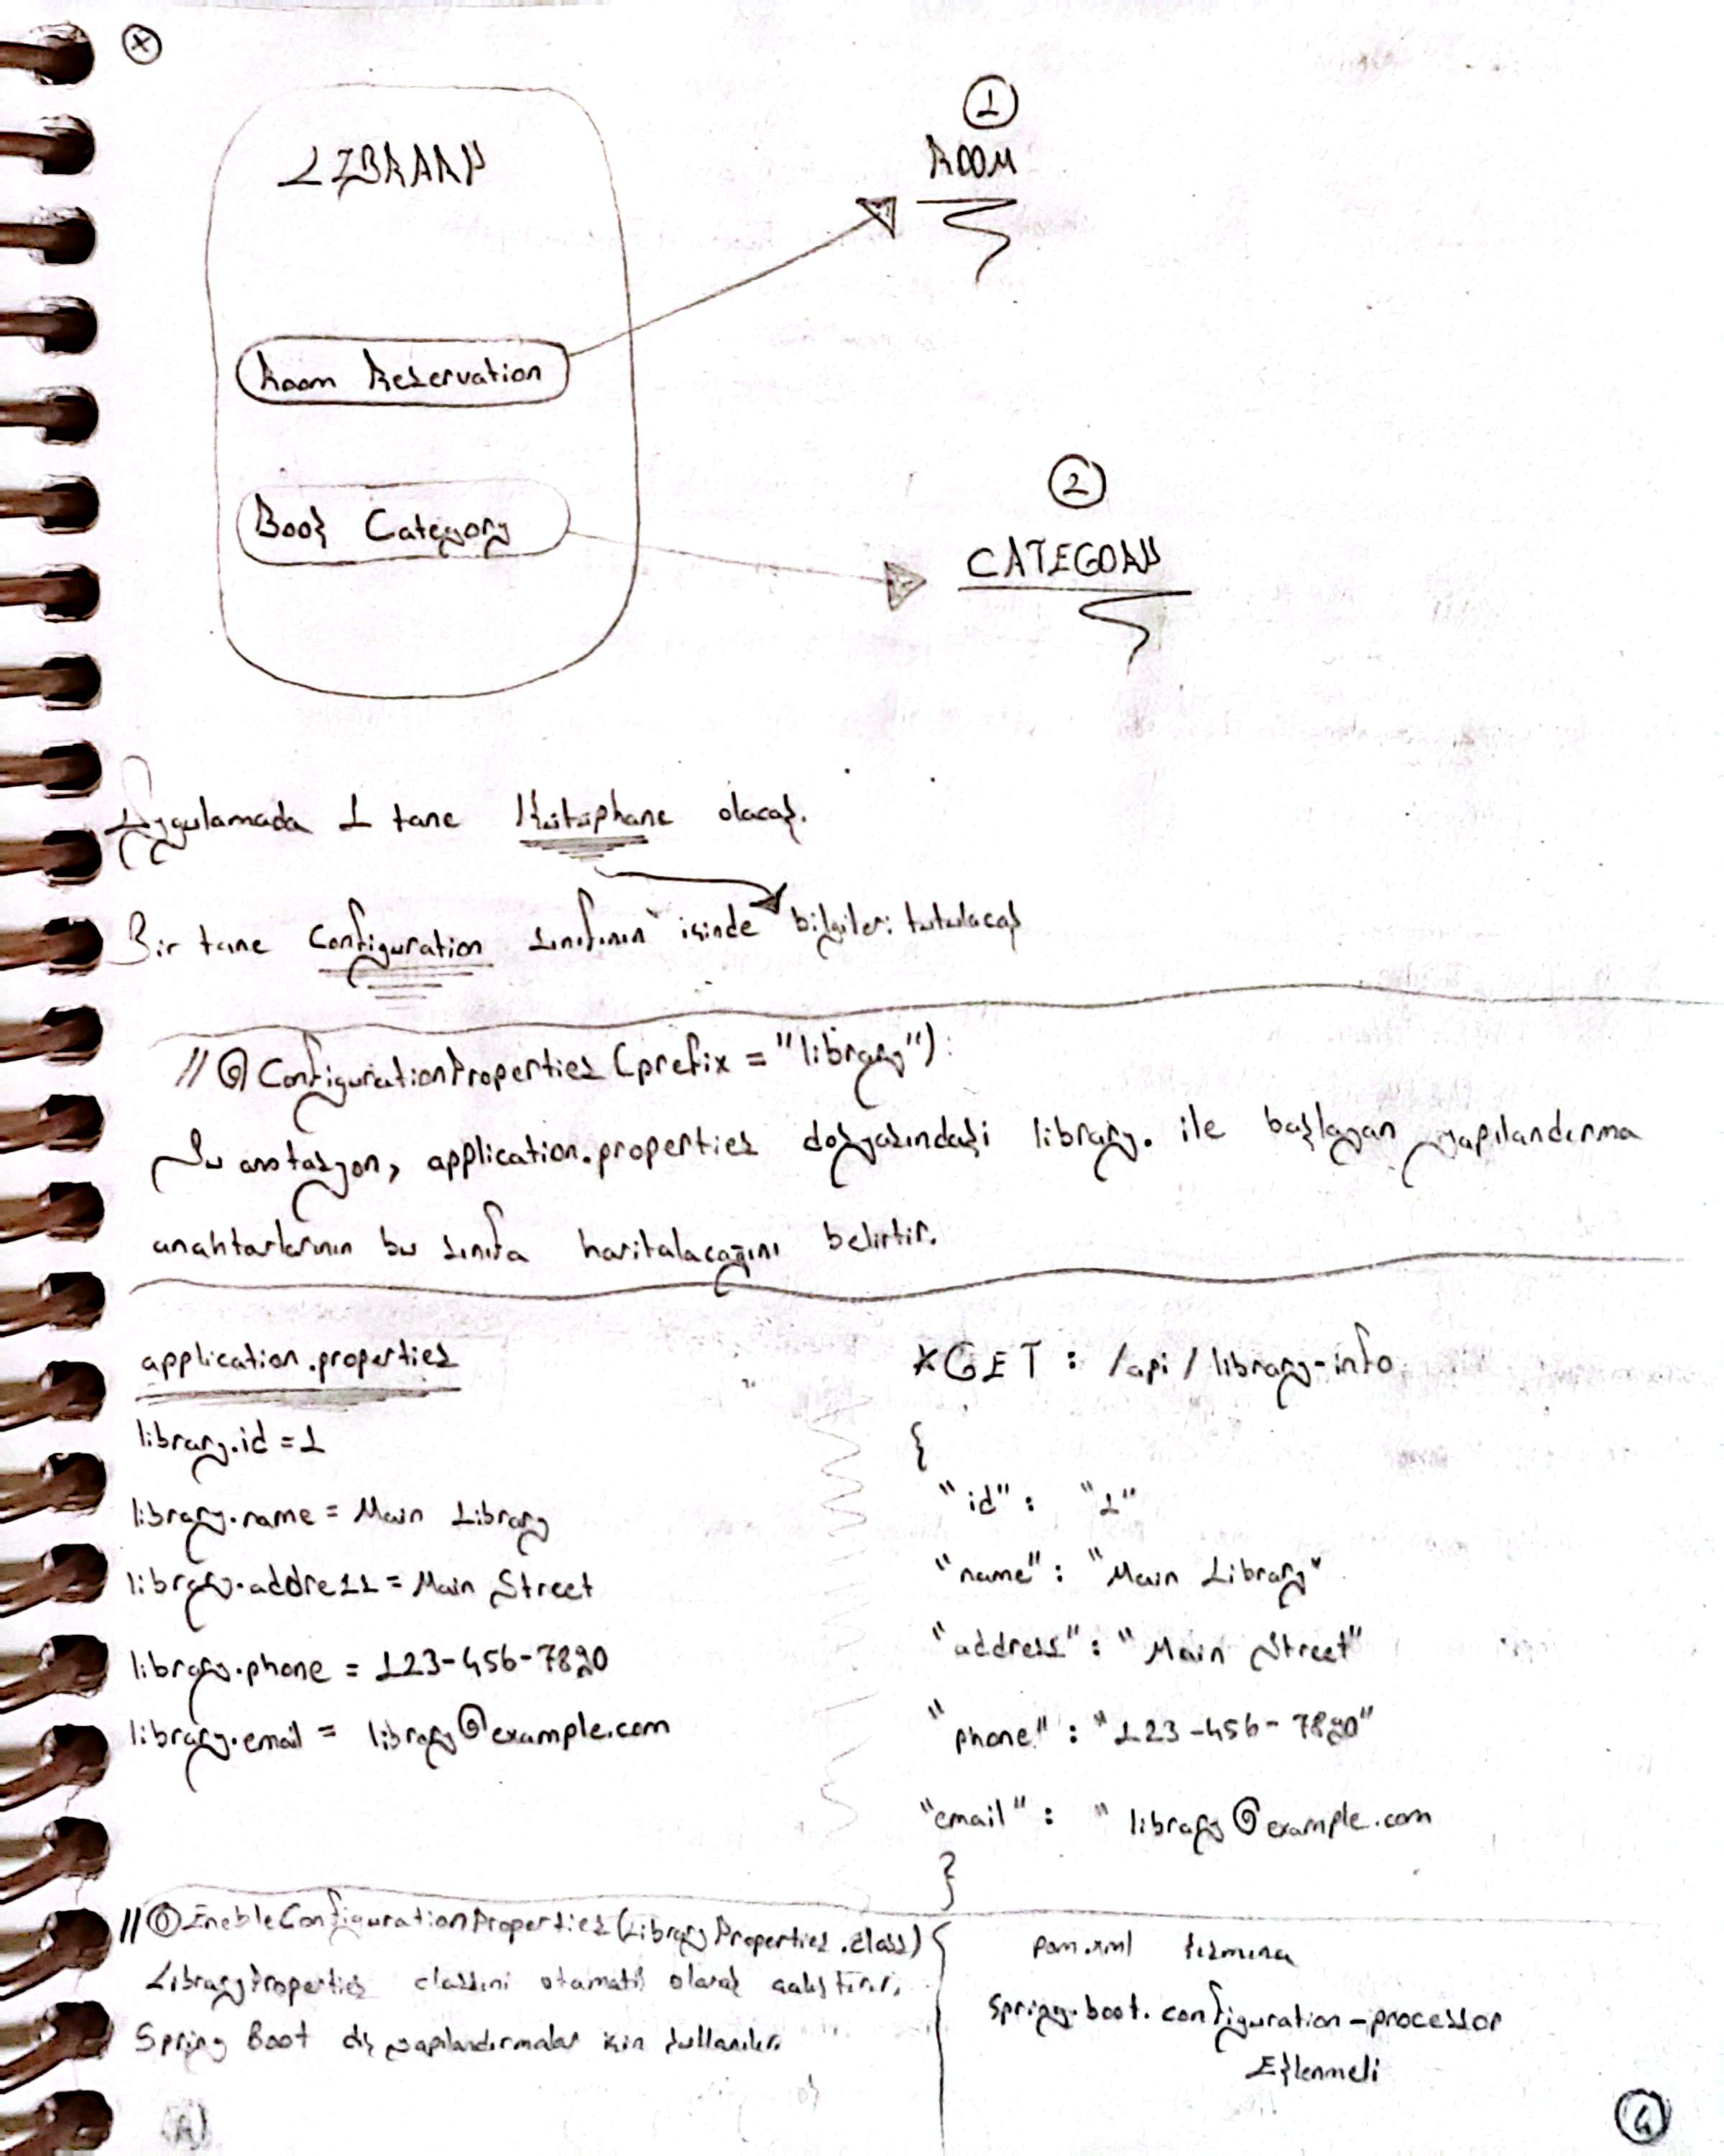 LIBRARY
1
ROOM
Room Reservation
2
CATEGORY
Book Category
Uygulamada 1 tane Kütüphane olacak.
Bir tane Configuration sınıfının içinde bilgileri tutulacak
// @ConfigurationProperties (prefix = "library"):
Bu anotasyon, application.properties dosyasındaki library. ile başlayan yapılandırma
anahtarlarının bu sınıfa haritalacağını belirtir.
application.properties
library.id = 1
library.name = Main Library
library.address = Main Street
library.phone = 123-456-7890
library.email = library@example.com
*GET : /api/library-info
{
"id" : "1"
"name" : "Main Library"
"address" : "Main Street"
"phone" : "123-456-7890"
"email" : "library@example.com
}
// @EnebleConfigurationProperties (LibraryProperties.class)
LibraryProperties classını otamatik olarak çalıştırır.
Spring Boot dış yapılandırmalar için kullanılır.
pom.xml kısmına
spring.boot.configuration-processor
Eklenmeli
4